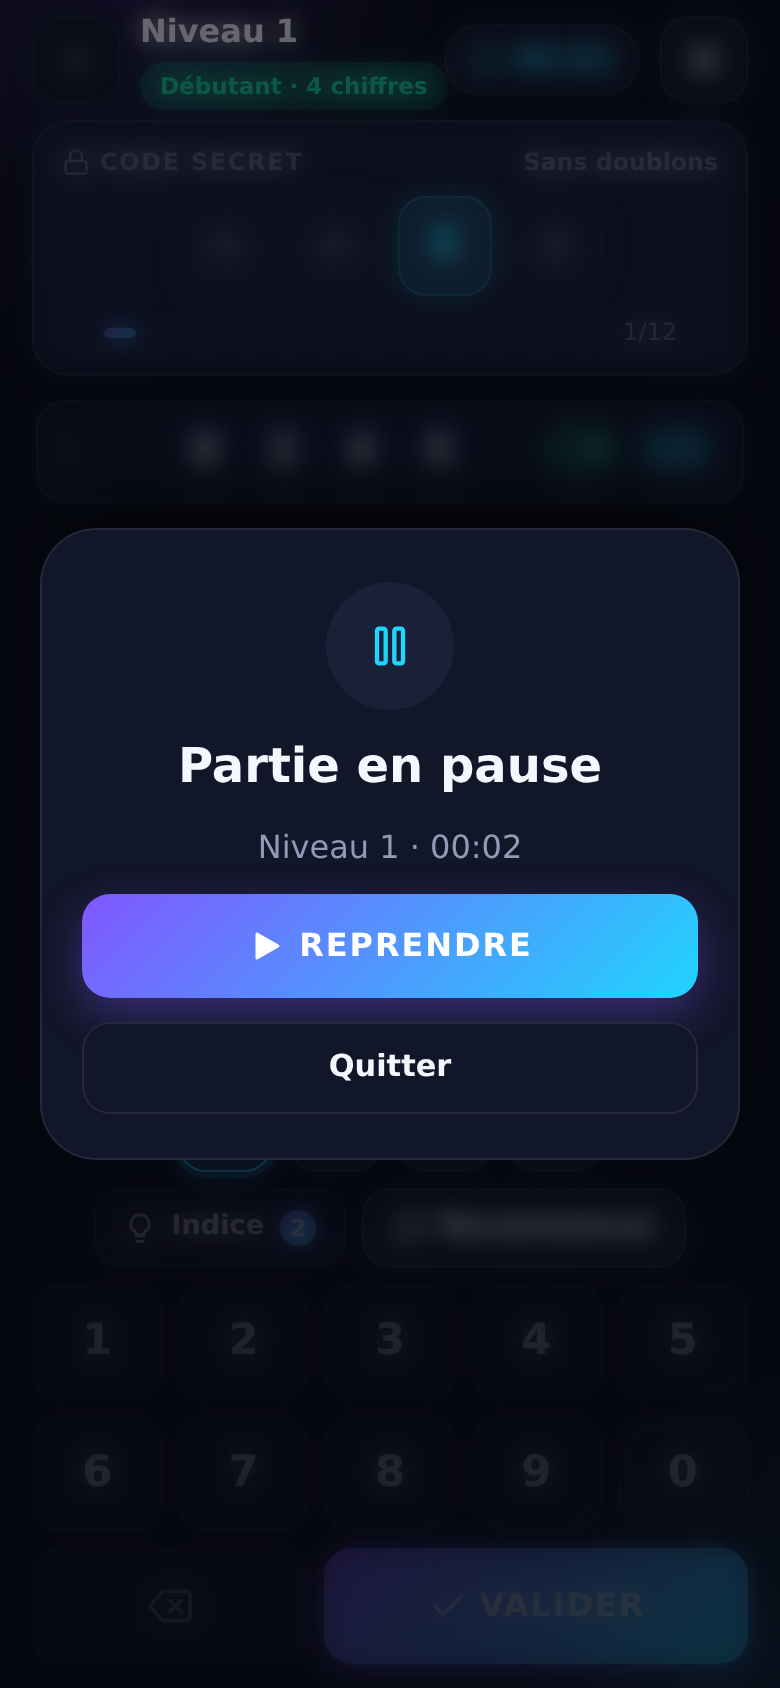 Niveau 1
Débutant · 4 chiffres
CODE SECRET
Sans doublons
1/12
Partie en pause
Niveau 1 · 00:02
REPRENDRE
Quitter
Indice 2
1 2 3 4 5
6 7 8 9 0
VALIDER